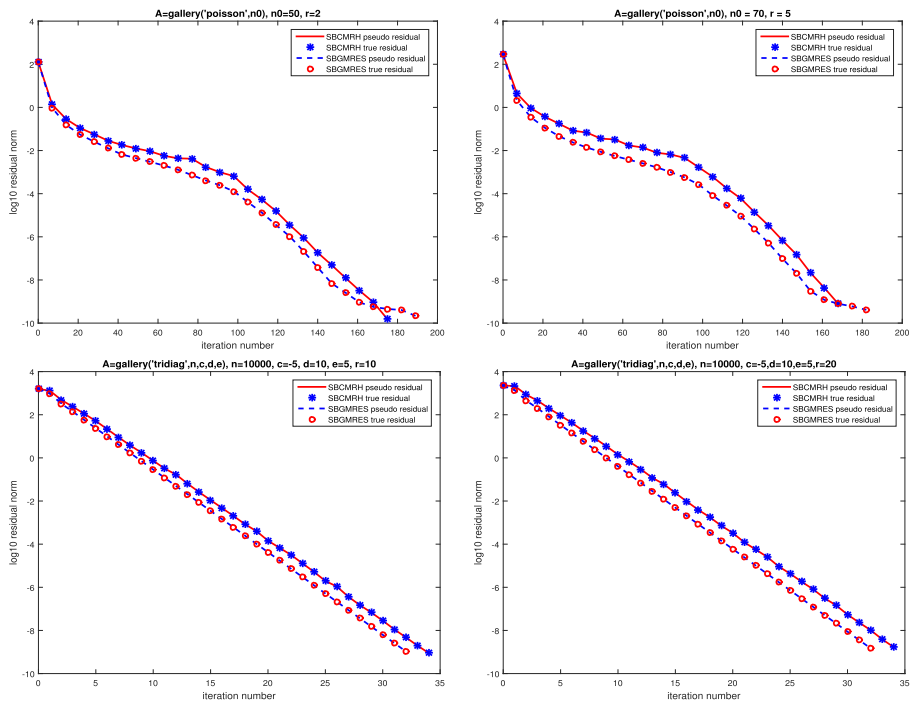 A=gallery('poisson',n0), n0=50, r=2
4
2
0
-2
-4
-6
-8
-10
log10 residual norm
SBCMRH pseudo residual
SBCMRH true residual
SBGMRES pseudo residual
SBGMRES true residual
0 20 40 60 80 100 120 140 160 180 200
iteration number
A=gallery('poisson',n0), n0 = 70, r = 5
4
2
0
-2
-4
-6
-8
-10
log10 residual norm
SBCMRH pseudo residual
SBCMRH true residual
SBGMRES pseudo residual
SBGMRES true residual
0 20 40 60 80 100 120 140 160 180 200
iteration number
A=gallery('tridiag',n,c,d,e), n=10000, c=-5, d=10, e=5, r=10
4
2
0
-2
-4
-6
-8
-10
log10 residual norm
SBCMRH pseudo residual
SBCMRH true residual
SBGMRES pseudo residual
SBGMRES true residual
0 5 10 15 20 25 30 35
iteration number
A=gallery('tridiag',n,c,d,e), n=10000, c=-5,d=10,e=5,r=20
4
2
0
-2
-4
-6
-8
-10
log10 residual norm
SBCMRH pseudo residual
SBCMRH true residual
SBGMRES pseudo residual
SBGMRES true residual
0 5 10 15 20 25 30 35
iteration number